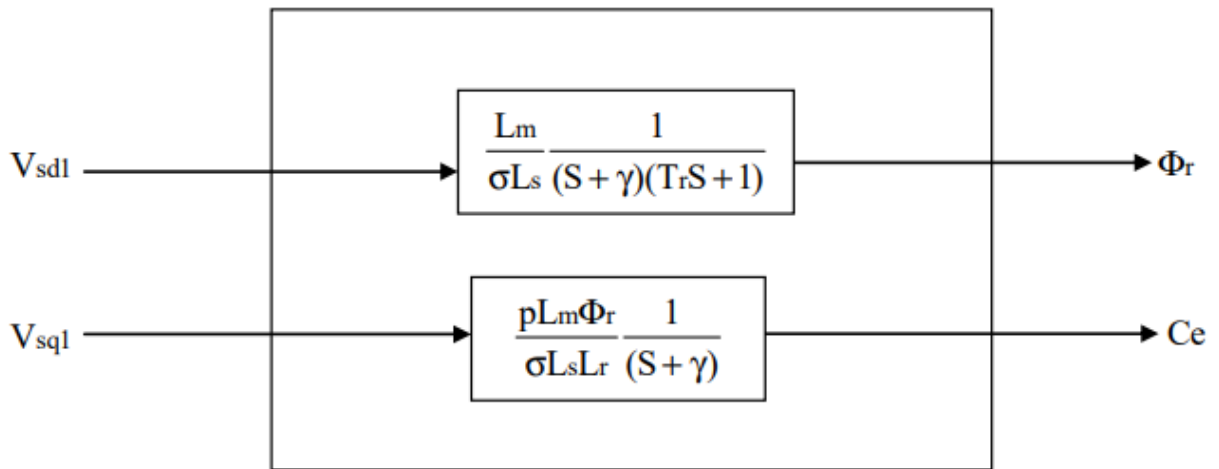 Vsd1 Lm/σLs 1/(S + γ)(TrS + 1) Φr
Vsq1 pLmΦr/σLsLr 1/(S + γ) Ce